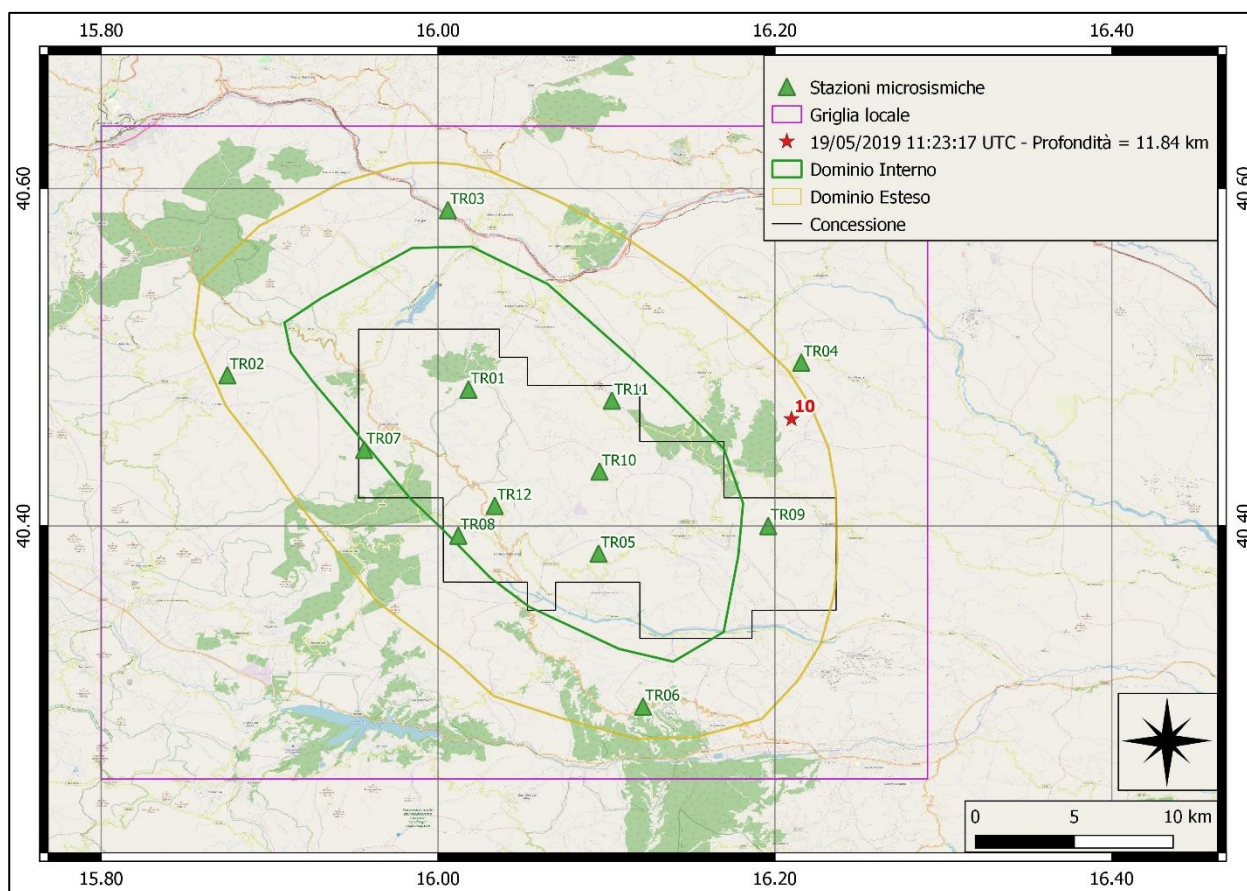 15.80 16.00 16.20 16.40
Stazioni microsismiche
Griglia locale
19/05/2019 11:23:17 UTC - Profondità = 11.84 km
Dominio Interno
Dominio Esteso
Concessione
40.60 40.60
TR03
TR04
TR02
TR01
TR11
10
TR07
TR10
TR12
40.40 40.40
TR09
TR08
TR05
TR06
0 5 10 km
15.80 16.00 16.20 16.40